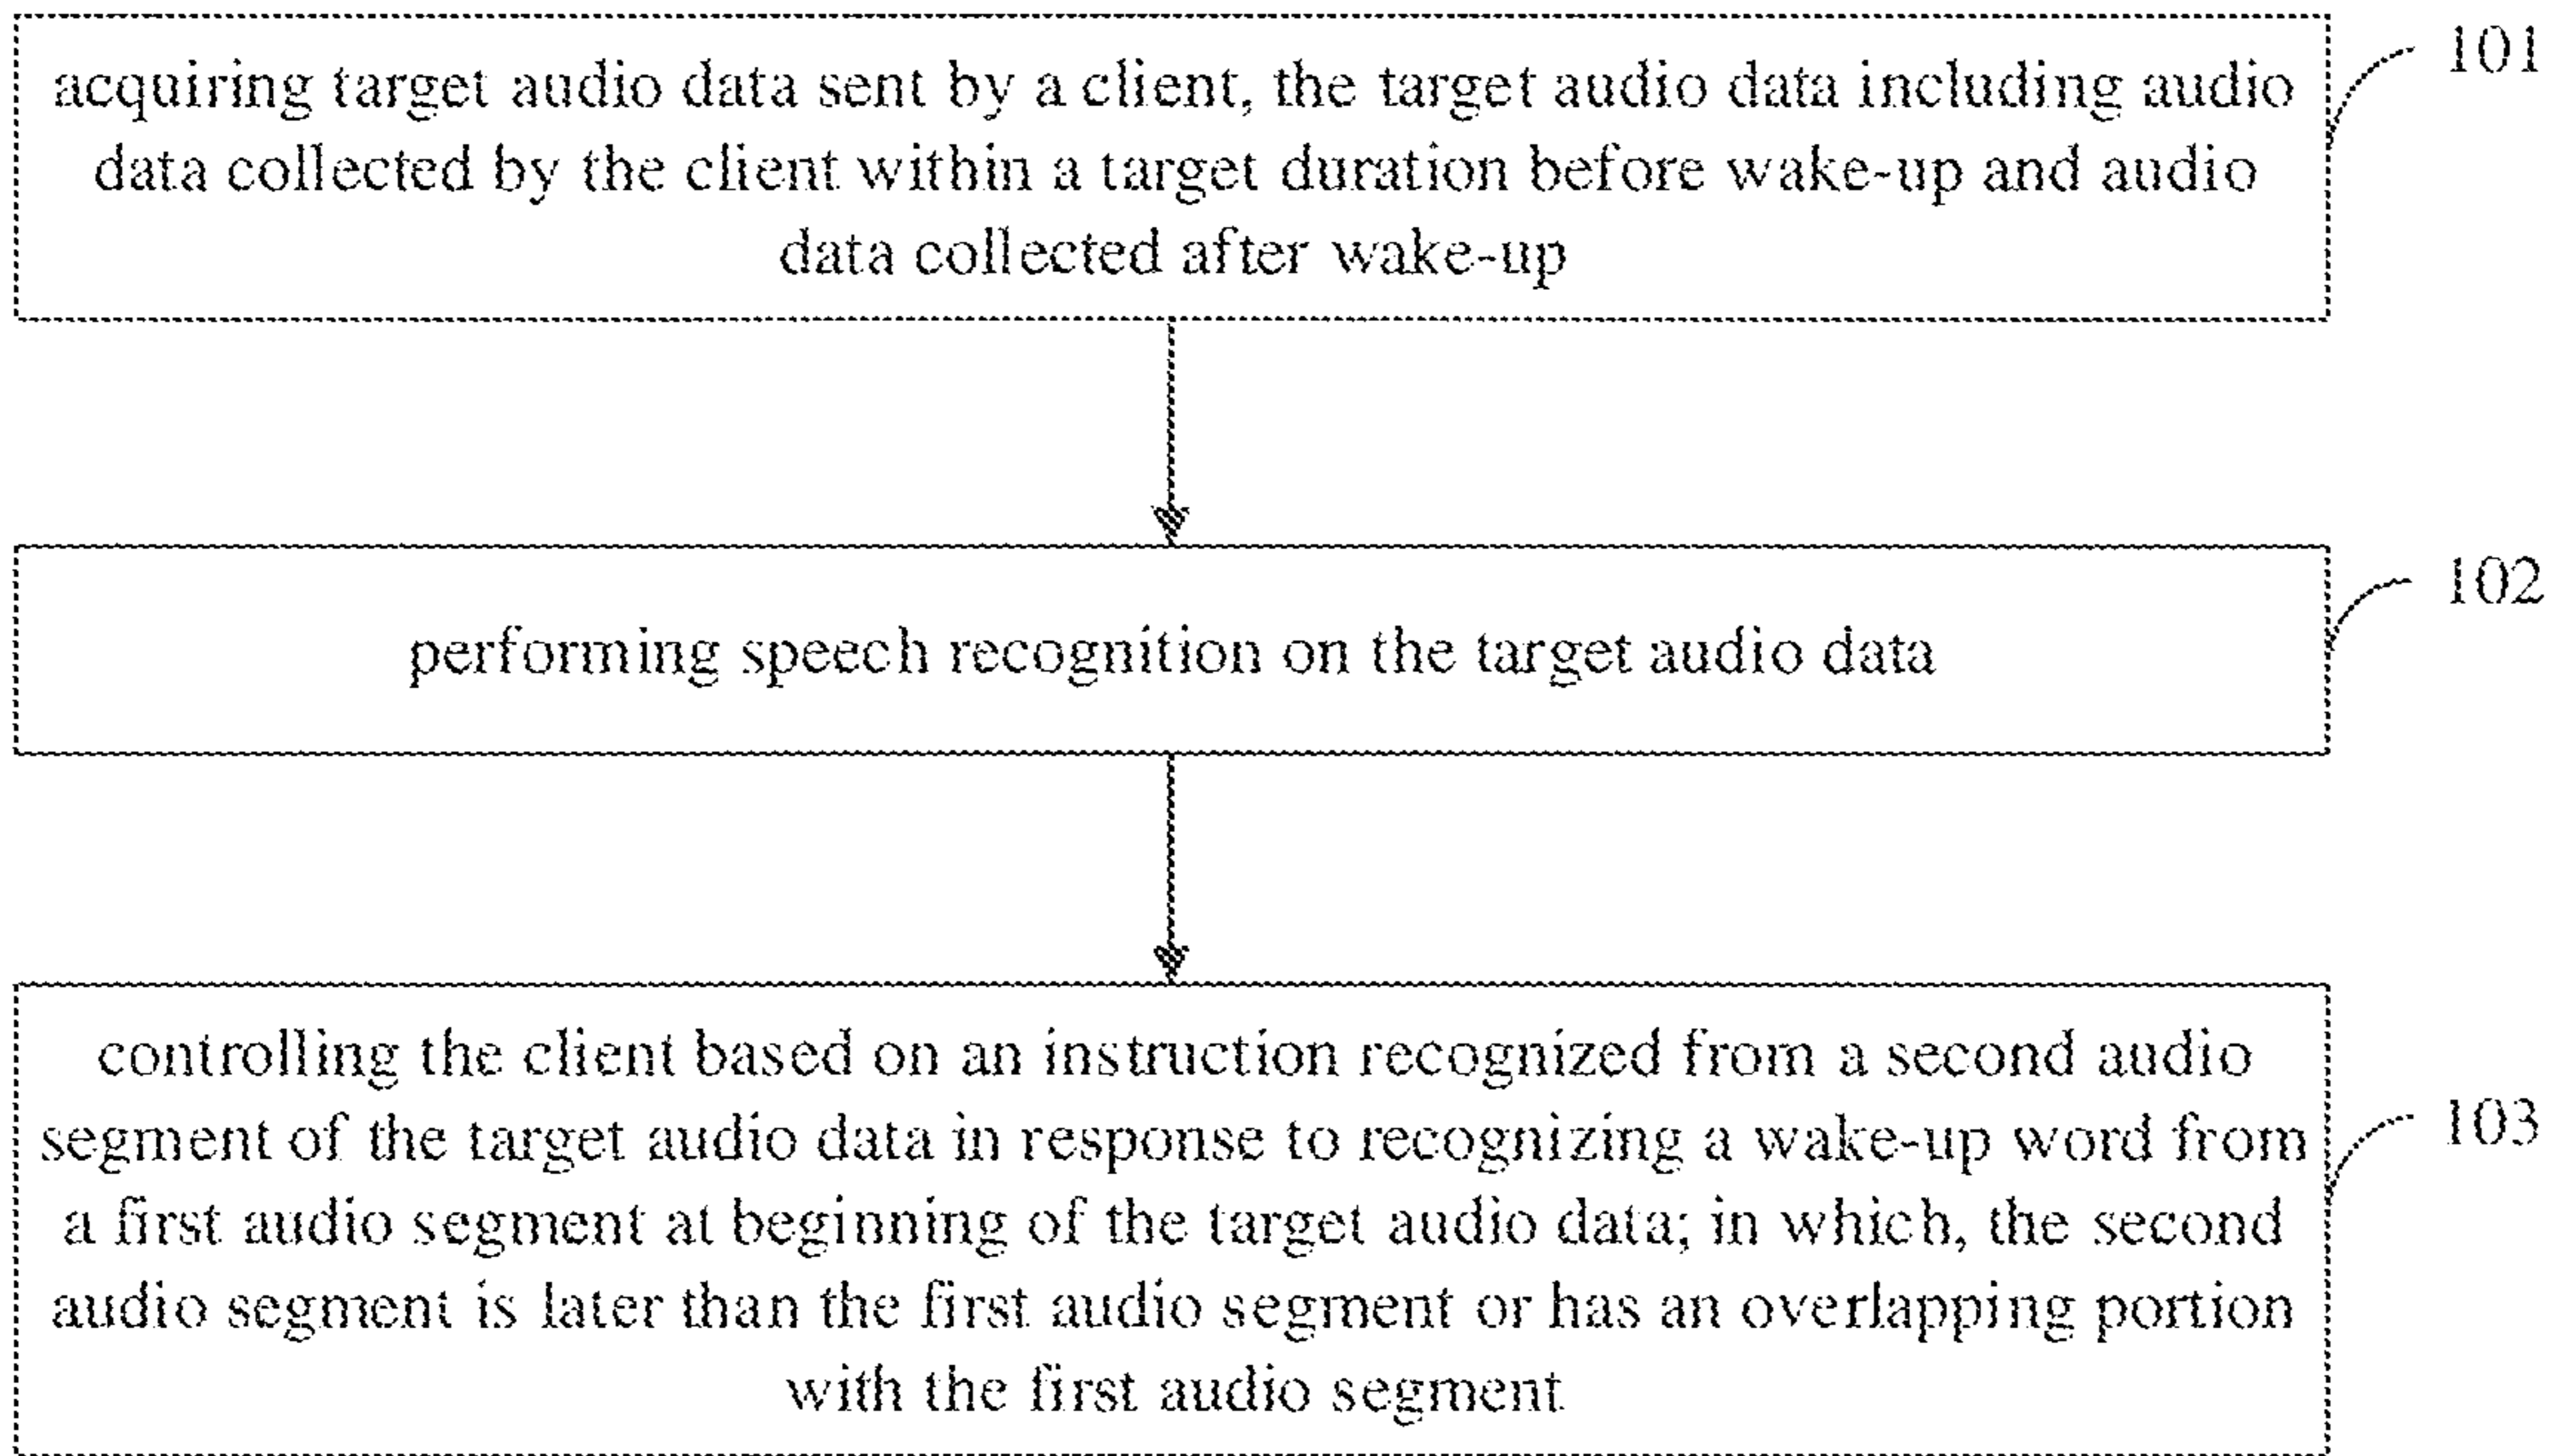 acquiring target audio data sent by a client, the target audio data including audio
data collected by the client within a target duration before wake-up and audio
data collected after wake-up
101
performing speech recognition on the target audio data
102
controlling the client based on an instruction recognized from a second audio
segment of the target audio data in response to recognizing a wake-up word from
a first audio segment at beginning of the target audio data; in which, the second
audio segment is later than the first audio segment or has an overlapping portion
with the first audio segment
103